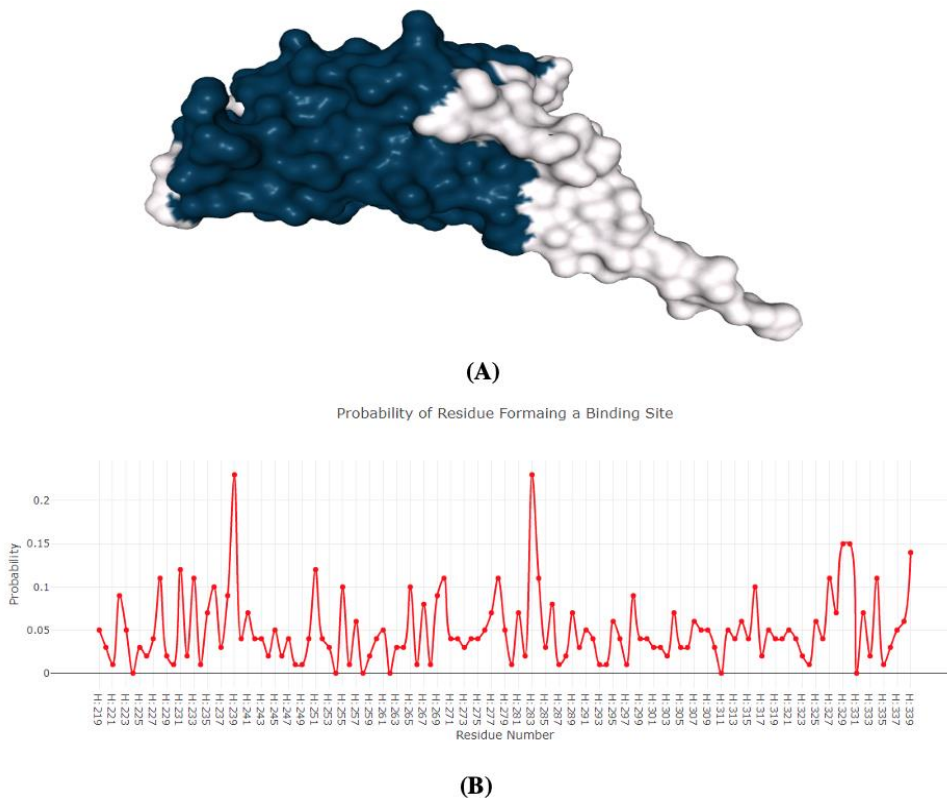 (A)
Probability of Residue Formaing a Binding Site
0.2
0.15
0.1
0.05
0
Probability
H:219
H:221
H:223
H:225
H:227
H:229
H:231
H:233
H:235
H:237
H:239
H:241
H:243
H:245
H:247
H:249
H:251
H:253
H:255
H:257
H:259
H:261
H:263
H:265
H:267
H:269
H:271
H:273
H:275
H:277
H:279
H:281
H:283
H:285
H:287
H:289
H:291
H:293
H:295
H:297
H:299
H:301
H:303
H:305
H:307
H:309
H:311
H:313
H:315
H:317
H:319
H:321
H:323
H:325
H:327
H:329
H:331
H:333
H:335
H:337
H:339
Residue Number
(B)